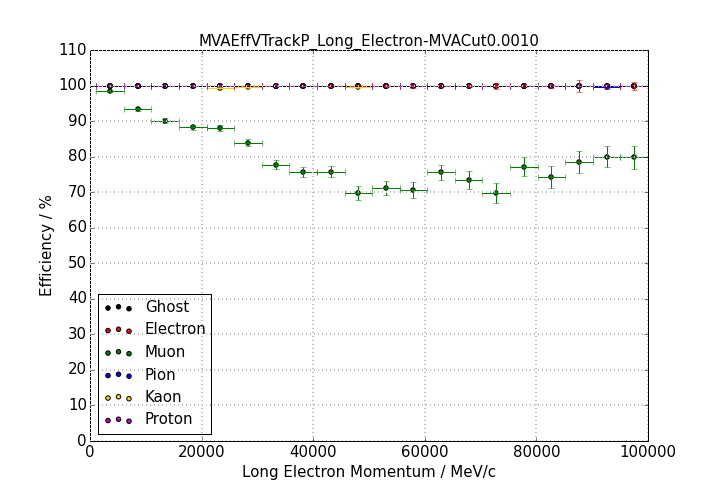 MVAEffVTrackP_Long_Electron-MVACut0.0010
110
100
90
80
70
60
50
40
30
20
10
0
Efficiency / %
Ghost
Electron
Muon
Pion
Kaon
Proton
0 20000 40000 60000 80000 100000
Long Electron Momentum / MeV/c